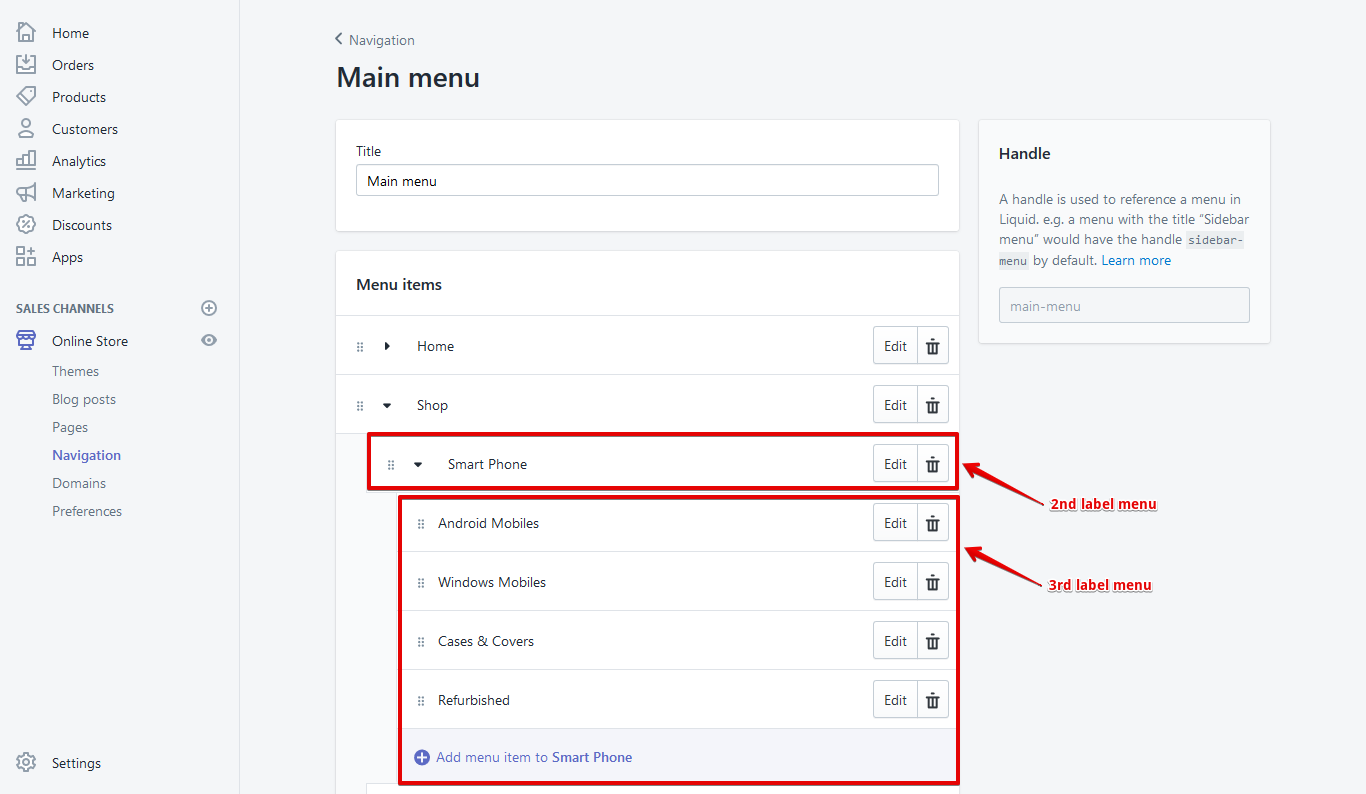 Home
Orders
Products
Customers
Analytics
Marketing
Discounts
Apps
SALES CHANNELS
Online Store
Themes
Blog posts
Pages
Navigation
Domains
Preferences
Settings
Navigation
Main menu
Title
Main menu
Menu items
Home Edit
Shop Edit
Smart Phone Edit
Android Mobiles Edit
Windows Mobiles Edit
Cases & Covers Edit
Refurbished Edit
Add menu item to Smart Phone
Handle
A handle is used to reference a menu in
Liquid. e.g. a menu with the title “Sidebar
menu” would have the handle sidebar-
menu by default. Learn more
main-menu
2nd label menu
3rd label menu